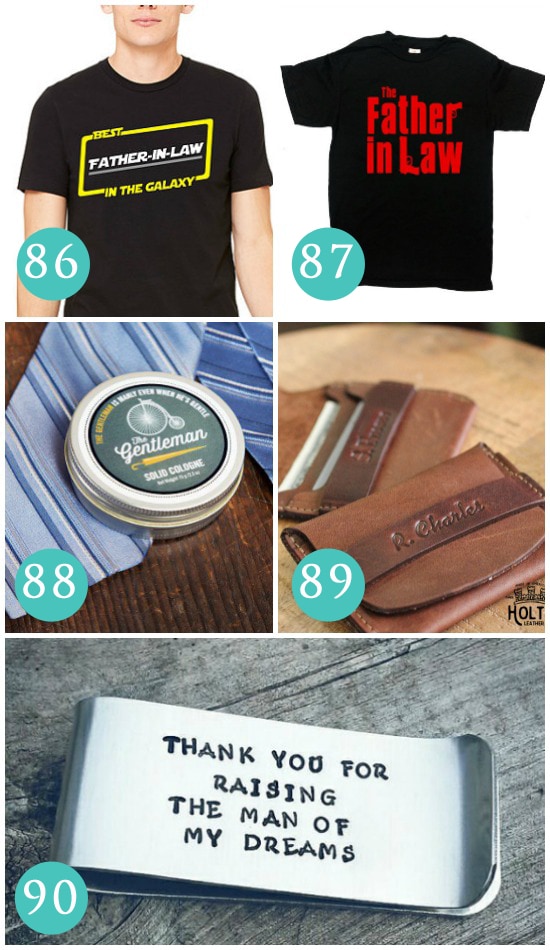 BEST
FATHER-IN-LAW
IN THE GALAXY
86
The
Father
in Law
87
THE GENTLEMAN IS MANLY EVEN WHEN HE'S GENTLE
The
Gentleman
SOLID COLOGNE
88
R. Charles
HOLT
LEATHER
89
THANK YOU FOR
RAISING
THE MAN OF
MY DREAMS
90